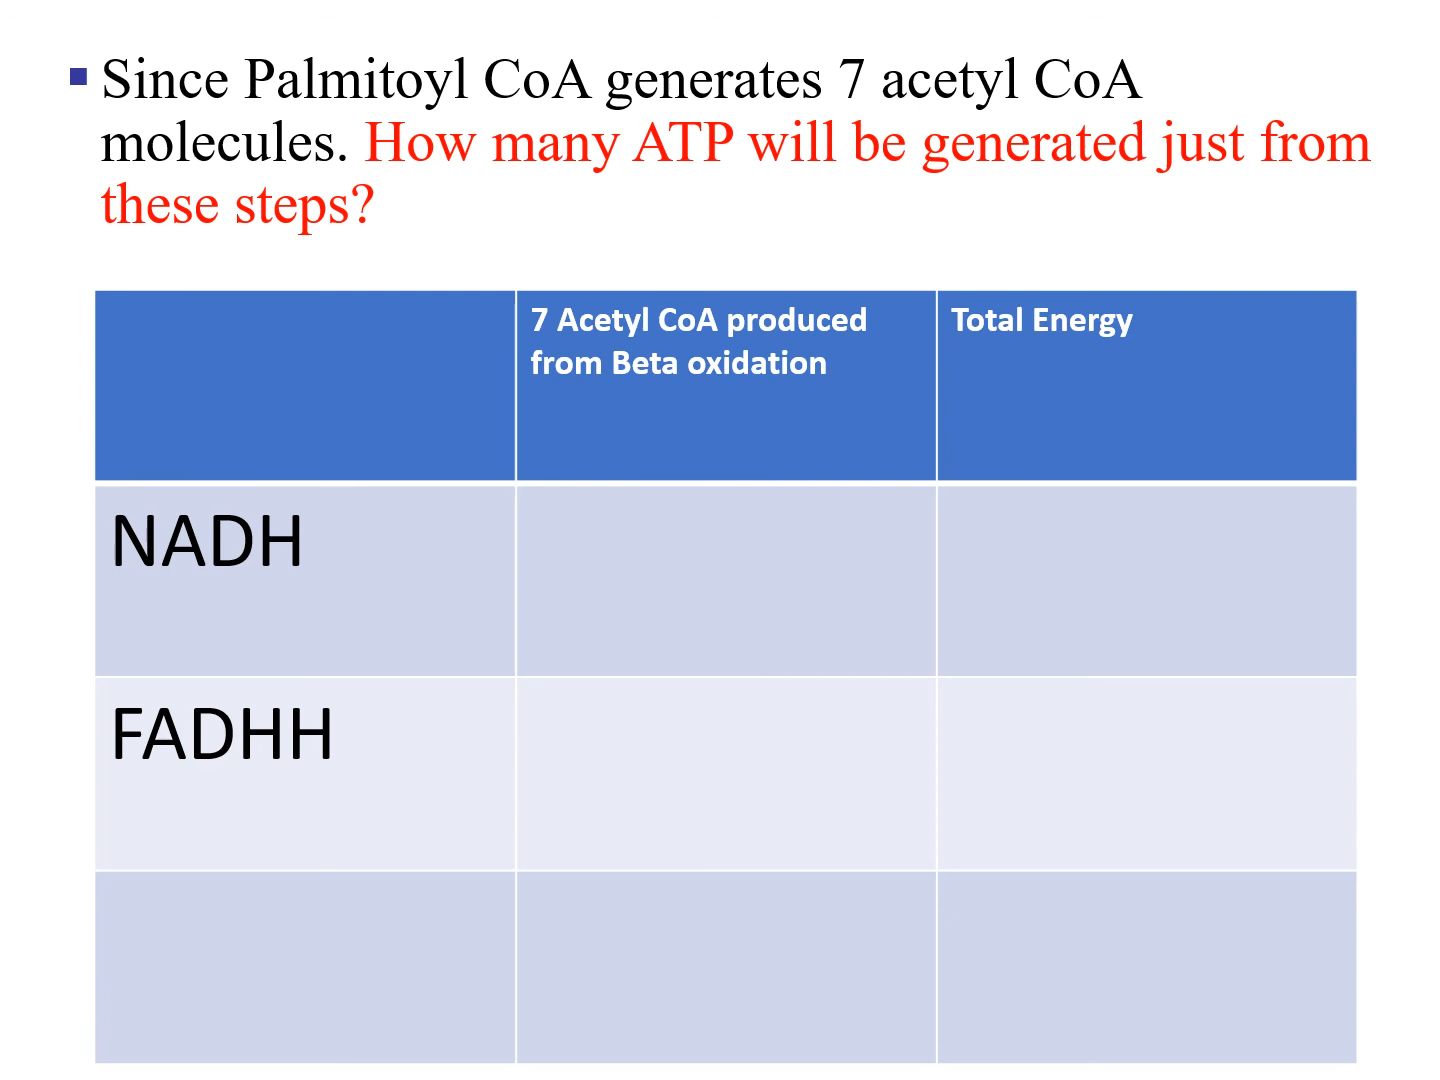 Since Palmitoyl CoA generates 7 acetyl CoA
molecules. How many ATP will be generated just from
these steps?
7 Acetyl CoA produced
from Beta oxidation
Total Energy
NADH
FADHH